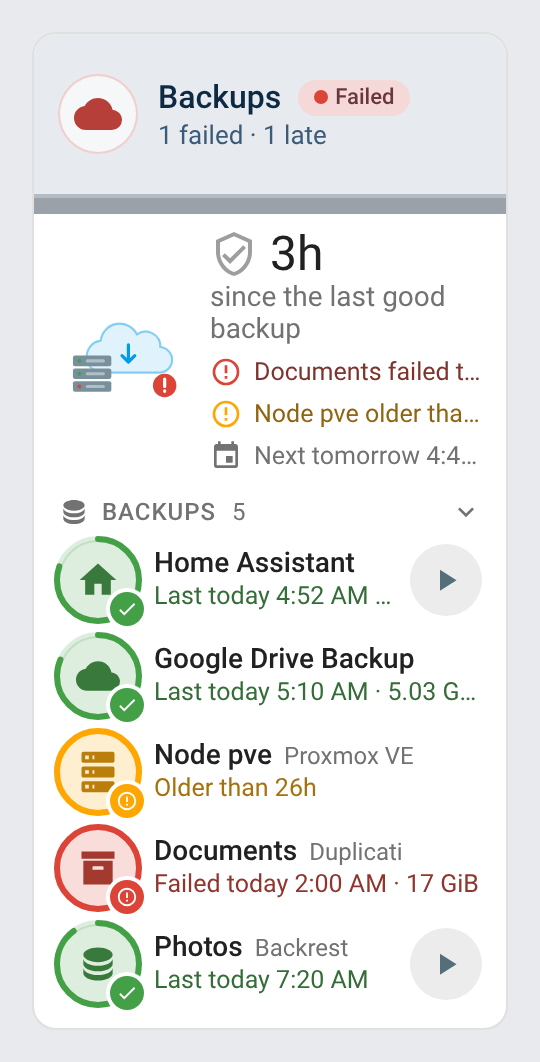 Backups
Failed
1 failed · 1 late
3h
since the last good
backup
Documents failed t…
Node pve older tha…
Next tomorrow 4:4…
BACKUPS 5
Home Assistant
Last today 4:52 AM …
Google Drive Backup
Last today 5:10 AM · 5.03 G…
Node pve Proxmox VE
Older than 26h
Documents Duplicati
Failed today 2:00 AM · 17 GiB
Photos Backrest
Last today 7:20 AM